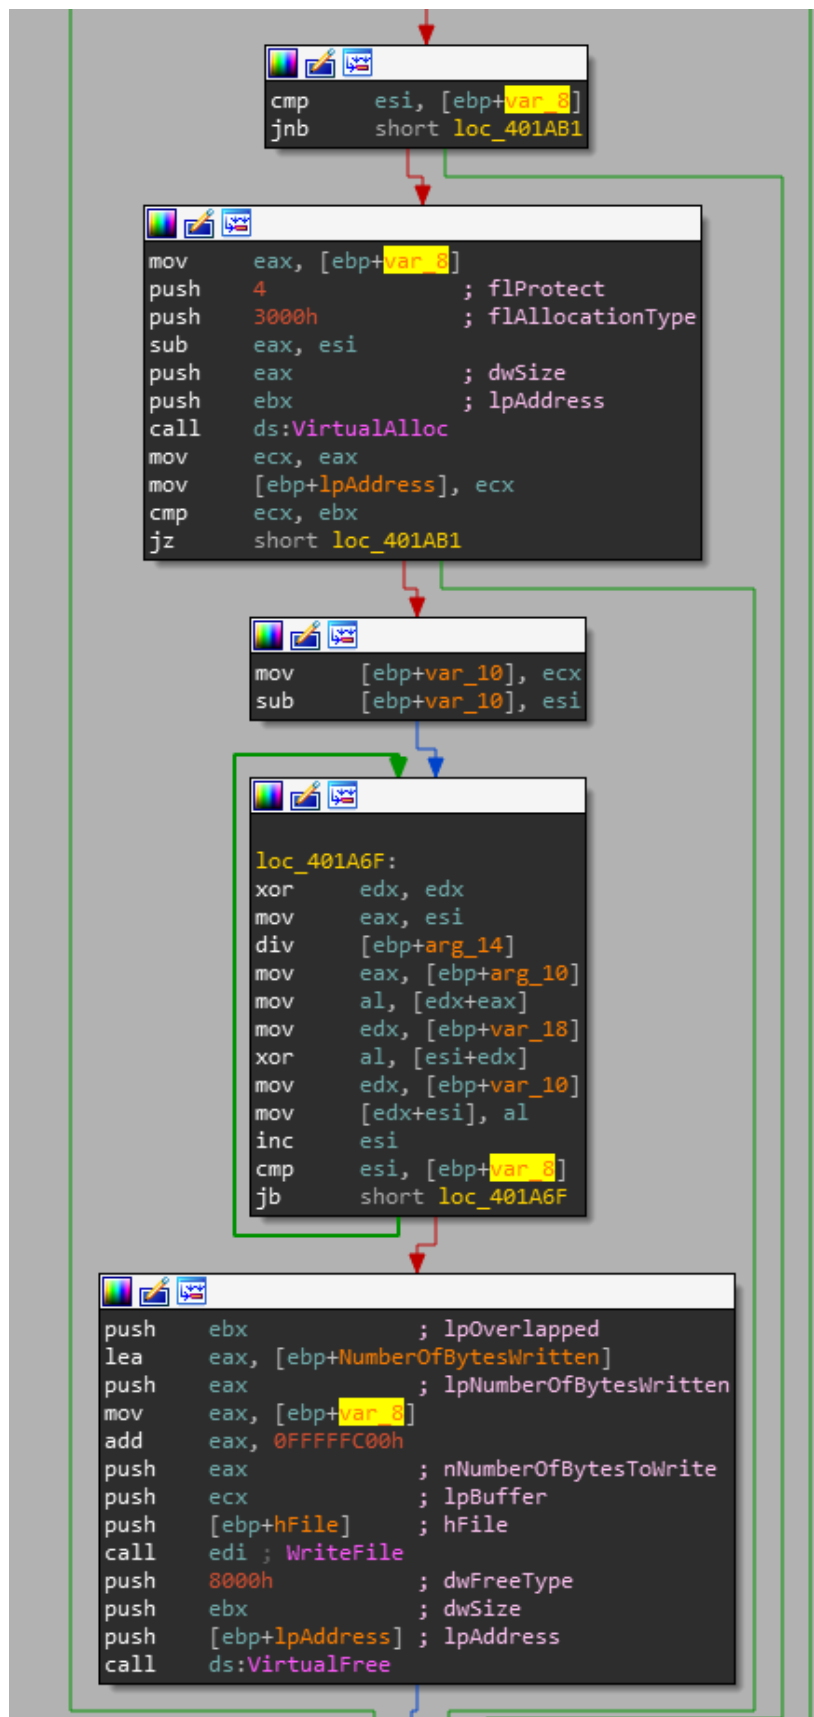 cmp esi, [ebp+var_8]
jnb short loc_401AB1
mov eax, [ebp+var_8]
push 4 ; flProtect
push 3000h ; flAllocationType
sub eax, esi
push eax ; dwSize
push ebx ; lpAddress
call ds:VirtualAlloc
mov ecx, eax
mov [ebp+lpAddress], ecx
cmp ecx, ebx
jz short loc_401AB1
mov [ebp+var_10], ecx
sub [ebp+var_10], esi
loc_401A6F:
xor edx, edx
mov eax, esi
div [ebp+arg_14]
mov eax, [ebp+arg_10]
mov al, [edx+eax]
mov edx, [ebp+var_18]
xor al, [esi+edx]
mov edx, [ebp+var_10]
mov [edx+esi], al
inc esi
cmp esi, [ebp+var_8]
jb short loc_401A6F
push ebx ; lpOverlapped
lea eax, [ebp+NumberOfBytesWritten]
push eax ; lpNumberOfBytesWritten
mov eax, [ebp+var_8]
add eax, 0FFFFFC00h
push eax ; nNumberOfBytesToWrite
push ecx ; lpBuffer
push [ebp+hFile] ; hFile
call edi ; WriteFile
push 8000h ; dwFreeType
push ebx ; dwSize
push [ebp+lpAddress] ; lpAddress
call ds:VirtualFree